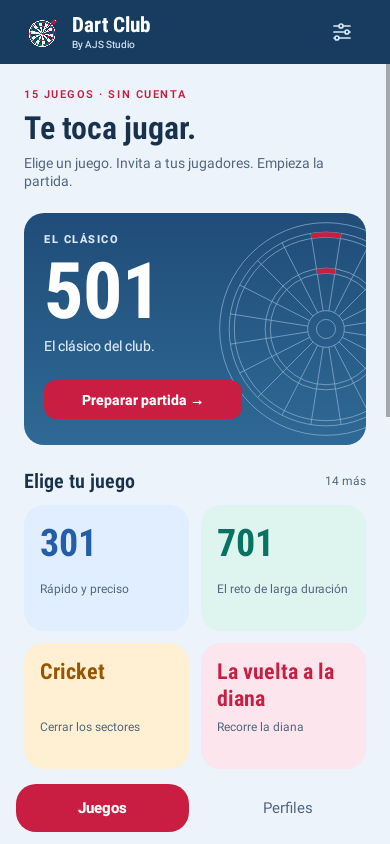 Dart Club
By AJS Studio
15 JUEGOS · SIN CUENTA
Te toca jugar.
Elige un juego. Invita a tus jugadores. Empieza la
partida.
EL CLÁSICO
501
El clásico del club.
Preparar partida →
Elige tu juego
14 más
301
Rápido y preciso
701
El reto de larga duración
Cricket
Cerrar los sectores
La vuelta a la
diana
Recorre la diana
Juegos
Perfiles